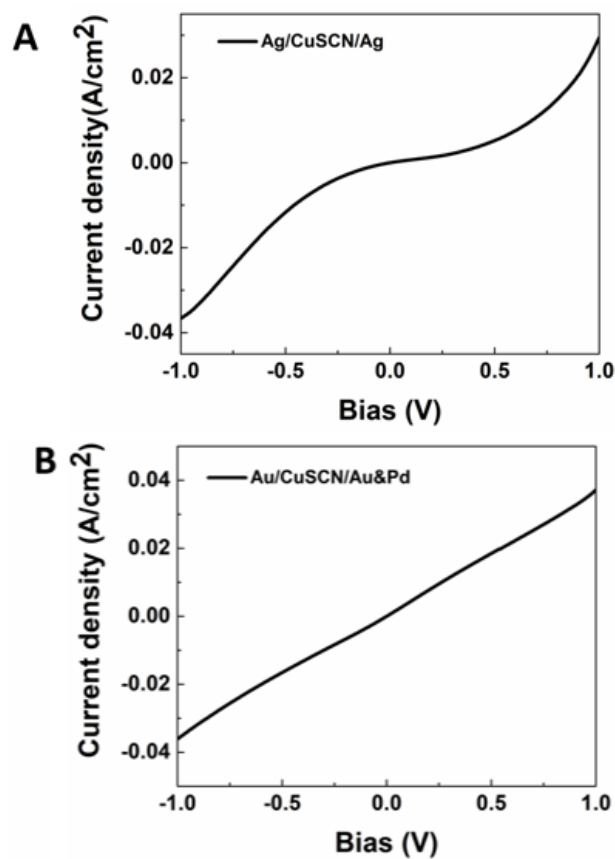 A
Ag/CuSCN/Ag
Current density(A/cm²)
0.02
0.00
-0.02
-0.04
-1.0 -0.5 0.0 0.5 1.0
Bias (V)
B
Au/CuSCN/Au&Pd
Current density (A/cm²)
0.04
0.02
0.00
-0.02
-0.04
-1.0 -0.5 0.0 0.5 1.0
Bias (V)